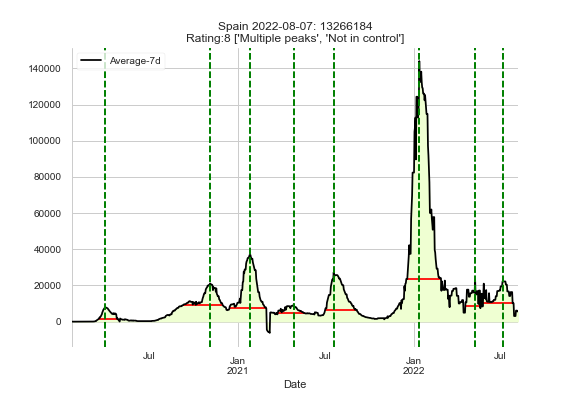 Spain 2022-08-07: 13266184
Rating:8 ['Multiple peaks', 'Not in control']
Average-7d
140000
120000
100000
80000
60000
40000
20000
0
Jul
Jan
2021
Jul
Jan
2022
Jul
Date